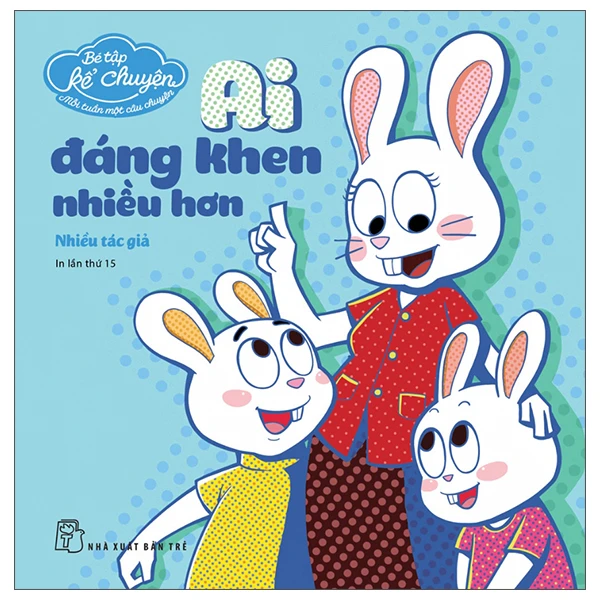 Bé tập
kể chuyện
Mỗi tuần một câu chuyện
Ai
đáng khen
nhiều hơn
Nhiều tác giả
In lần thứ 15
NHÀ XUẤT BẢN TRẺ